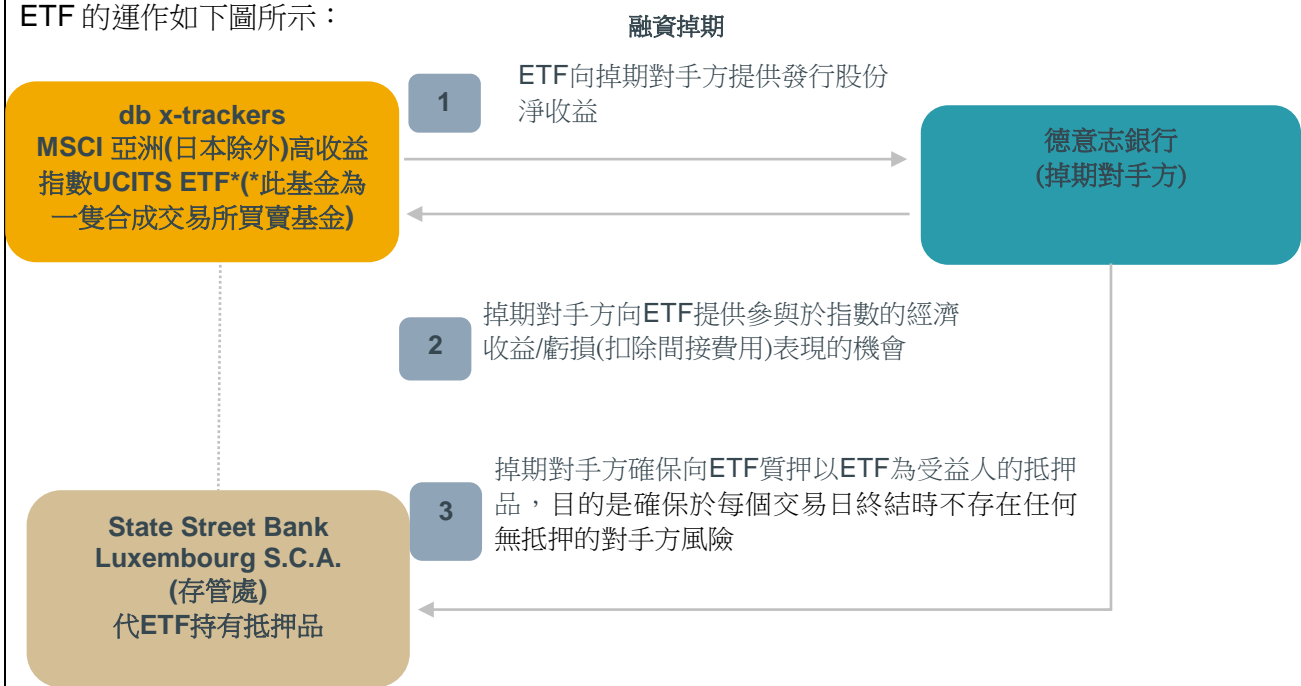 ETF 的運作如下圖所示：
融資掉期
1
ETF向掉期對手方提供發行股份
淨收益
db x-trackers
MSCI 亞洲(日本除外)高收益
指數UCITS ETF*(*此基金為
一隻合成交易所買賣基金)
德意志銀行
(掉期對手方)
2
掉期對手方向ETF提供參與於指數的經濟
收益/虧損(扣除間接費用)表現的機會
3
掉期對手方確保向ETF質押以ETF為受益人的抵押
品，目的是確保於每個交易日終結時不存在任何
無抵押的對手方風險
State Street Bank
Luxembourg S.C.A.
(存管處)
代ETF持有抵押品